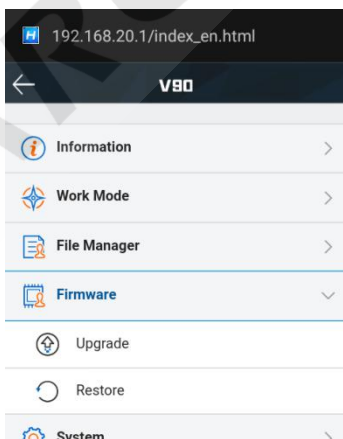 192.168.20.1/index_en.html
V90
Information
Work Mode
File Manager
Firmware
Upgrade
Restore
System